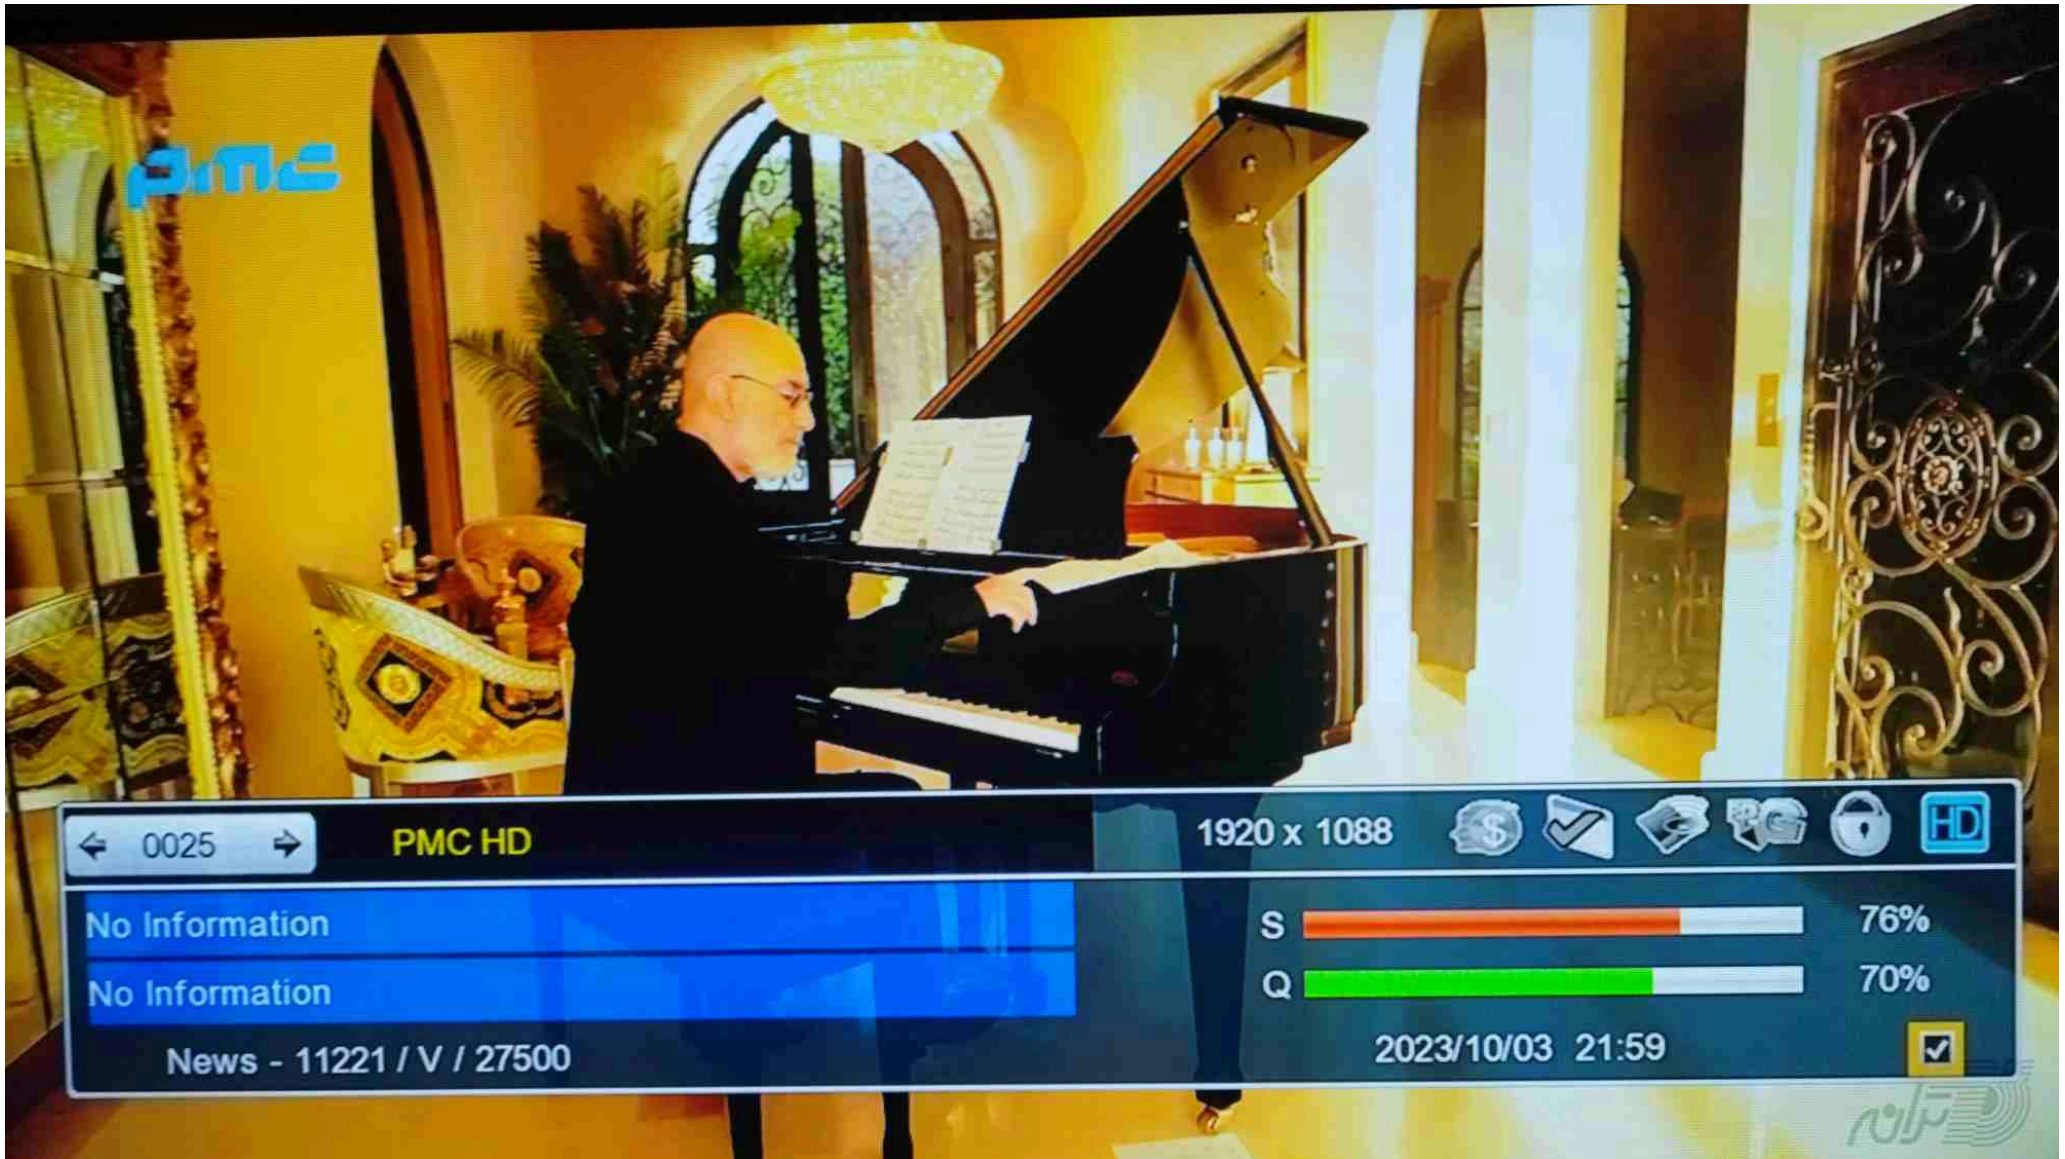 pmc
0025
PMC HD
1920 x 1088
HD
No Information
No Information
S 76%
Q 70%
News - 11221 / V / 27500
2023/10/03 21:59
ترانه